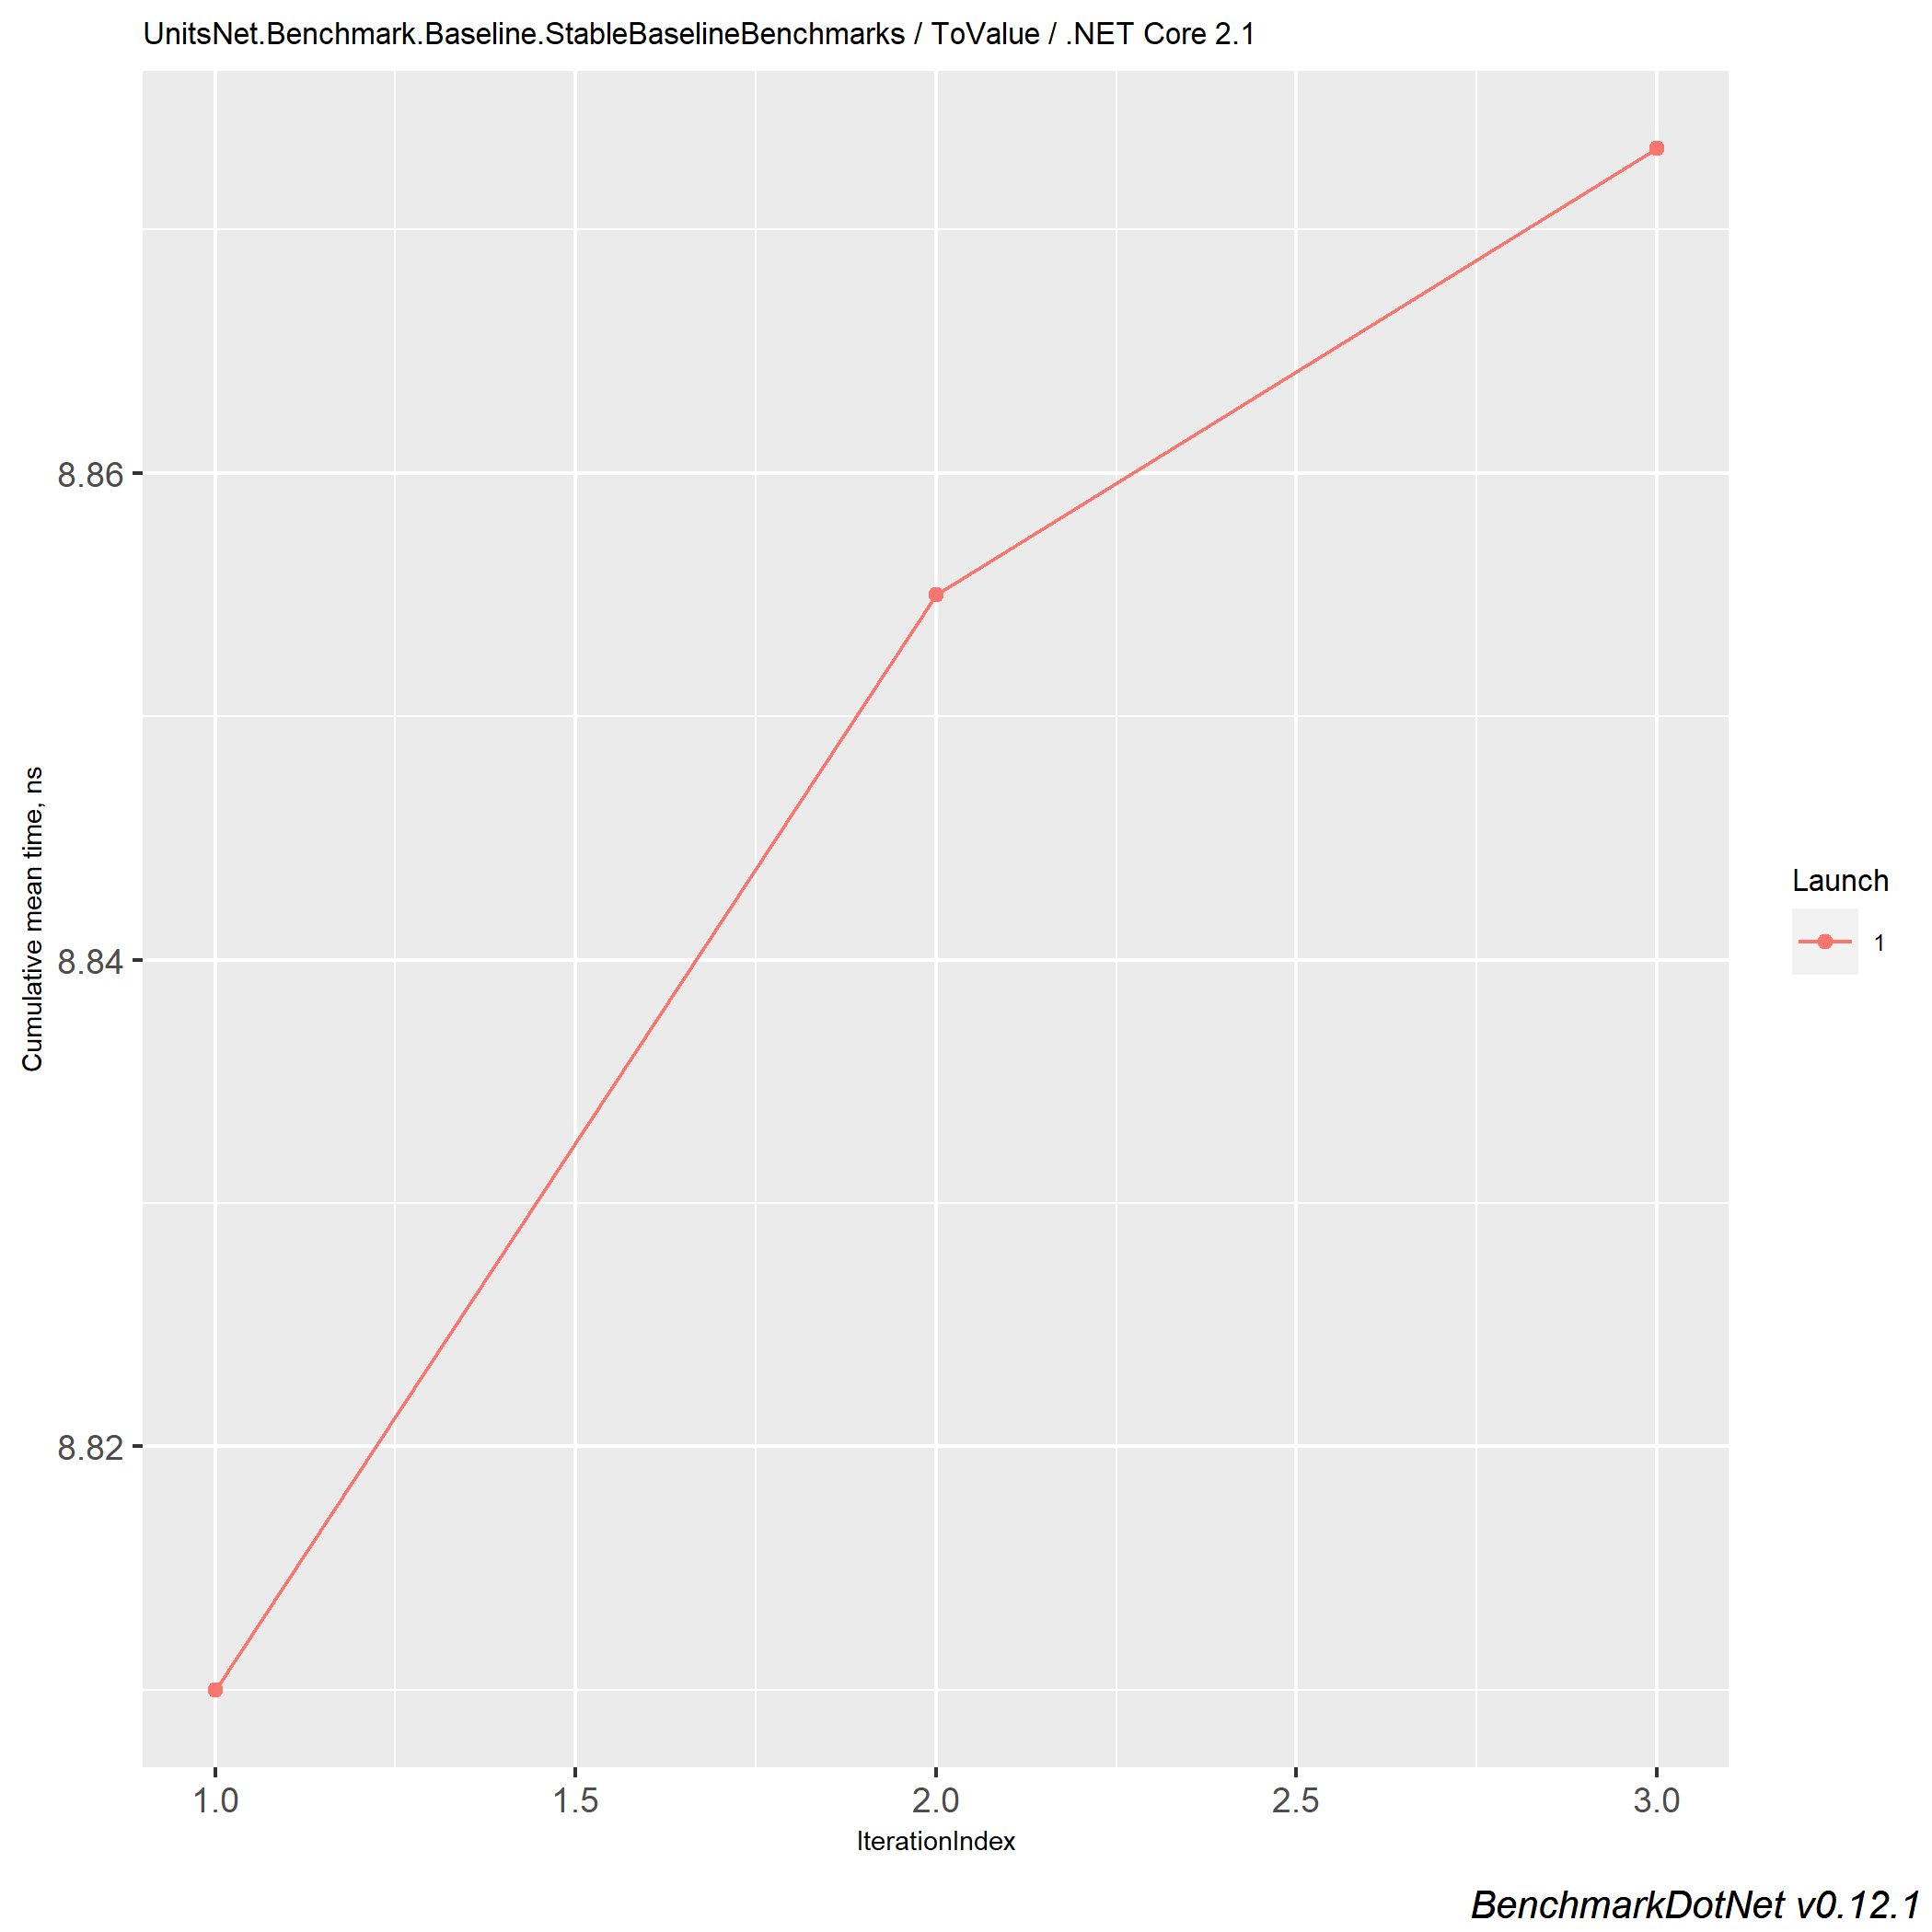 UnitsNet.Benchmark.Baseline.StableBaselineBenchmarks / ToValue / .NET Core 2.1
Cumulative mean time, ns
8.86
8.84
8.82
1.0 1.5 2.0 2.5 3.0
IterationIndex
Launch
1
BenchmarkDotNet v0.12.1